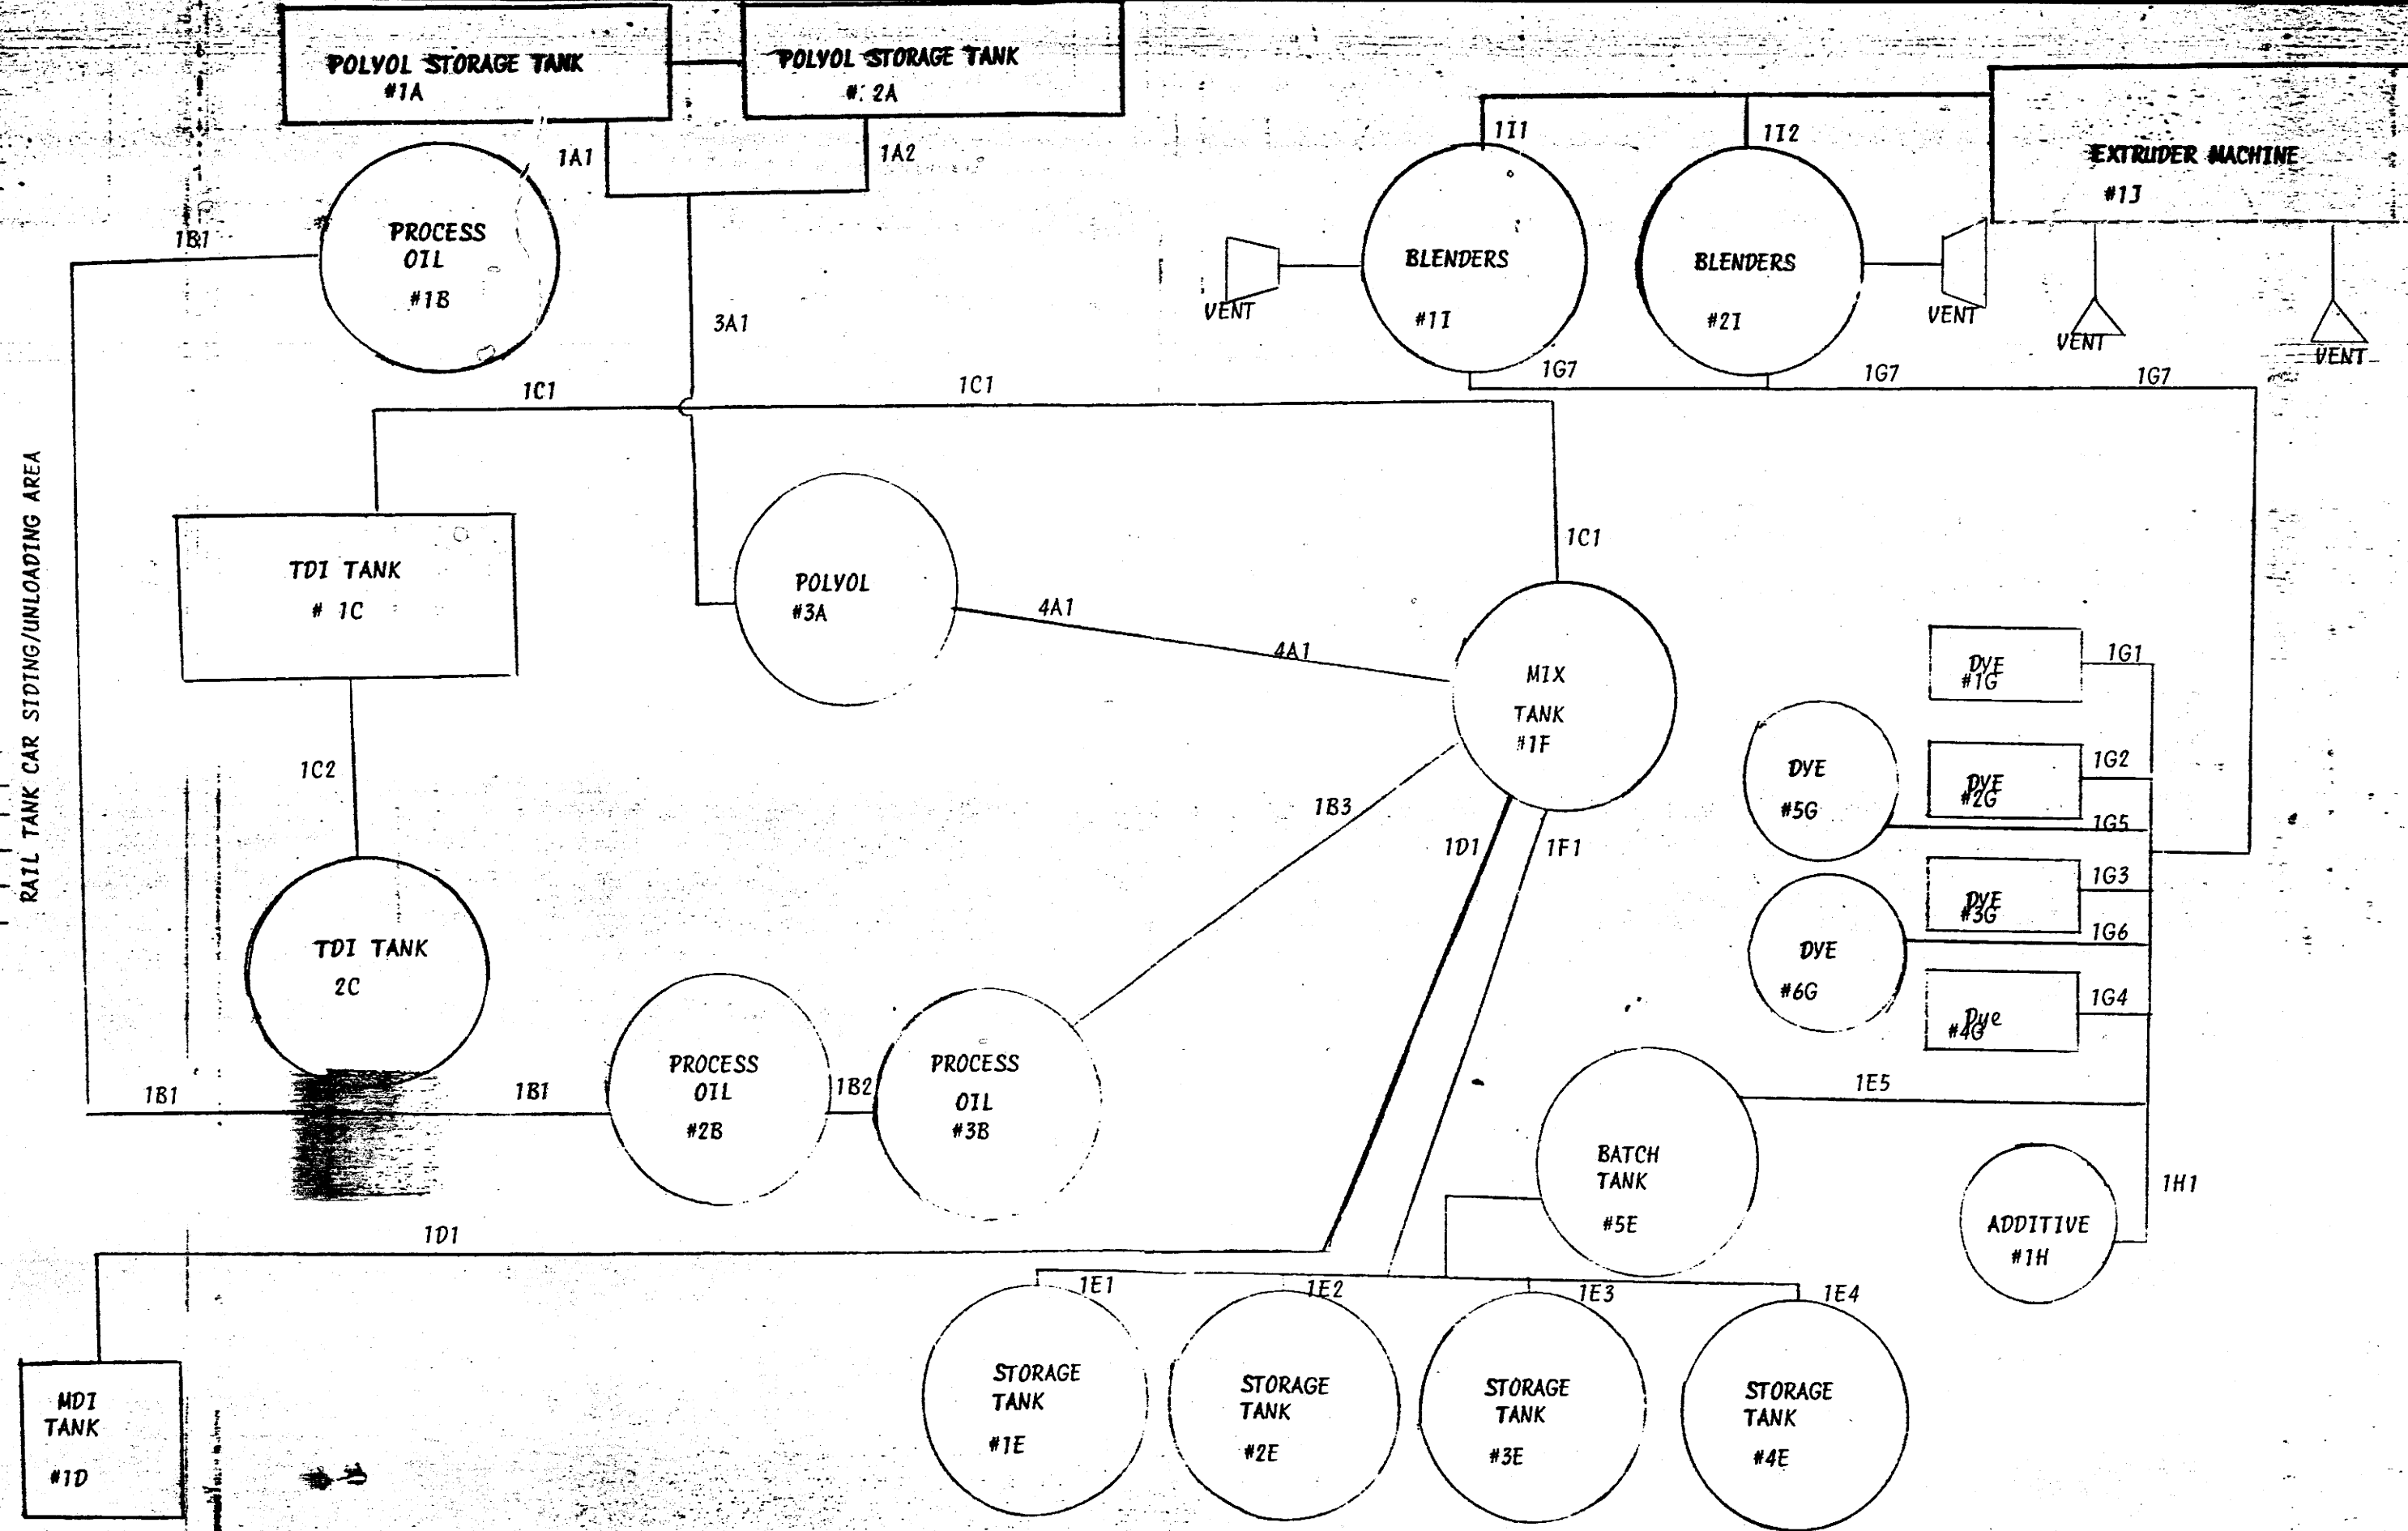 POLYOL STORAGE TANK
#1A
POLYOL STORAGE TANK
#: 2A
1A1
1A2
1I1
1I2
EXTRUDER MACHINE
#1J
PROCESS
OIL
#1B
1B1
3A1
BLENDERS
#1I
BLENDERS
#2I
VENT
VENT
VENT
VENT
1G7
1G7
1G7
1C1
1C1
1C1
RAIL TANK CAR SIDING/UNLOADING AREA
TDI TANK
# 1C
POLYOL
#3A
4A1
4A1
MIX
TANK
#1F
DYE
#1G
1G1
1C2
1B3
1D1
1F1
DYE
#5G
DYE
#2G
1G2
1G5
DYE
#3G
1G3
1G6
DYE
#6G
Dye
#4G
1G4
TDI TANK
2C
1B1
1B1
PROCESS
OIL
#2B
1B2
PROCESS
OIL
#3B
BATCH
TANK
#5E
1E5
1H1
ADDITIVE
#1H
1D1
1E1
1E2
1E3
1E4
MDI
TANK
#1D
STORAGE
TANK
#1E
STORAGE
TANK
#2E
STORAGE
TANK
#3E
STORAGE
TANK
#4E